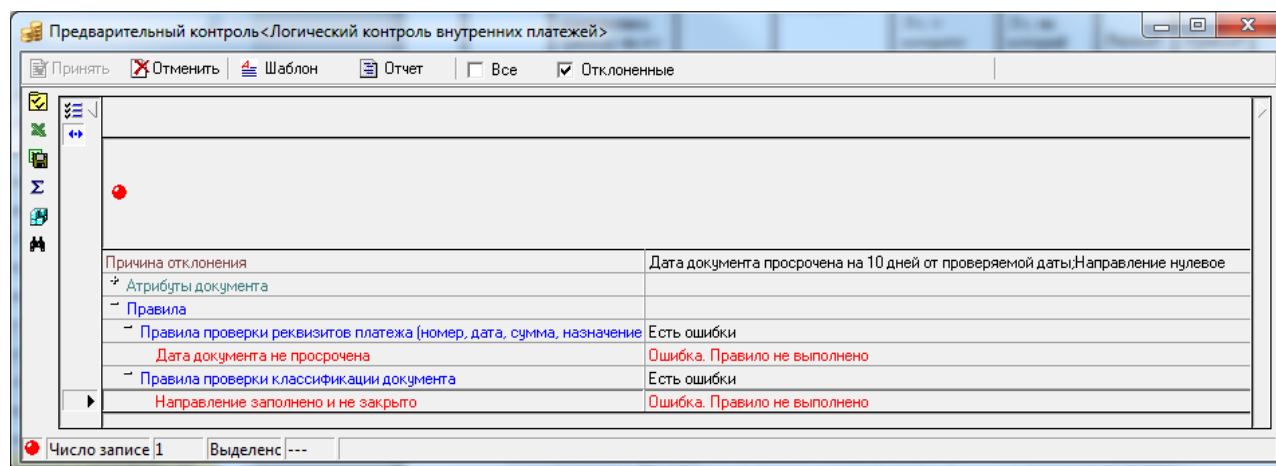 Предварительный контроль<Логический контроль внутренних платежей>
Принять Отменить Шаблон Отчет Все Отклоненные
Причина отклонения Дата документа просрочена на 10 дней от проверяемой даты;Направление нулевое
Атрибуты документа
Правила
Правила проверки реквизитов платежа (номер, дата, сумма, назначение Есть ошибки
Дата документа не просрочена Ошибка. Правило не выполнено
Правила проверки классификации документа Есть ошибки
Направление заполнено и не закрыто Ошибка. Правило не выполнено
Число записе 1 Выделенс ---